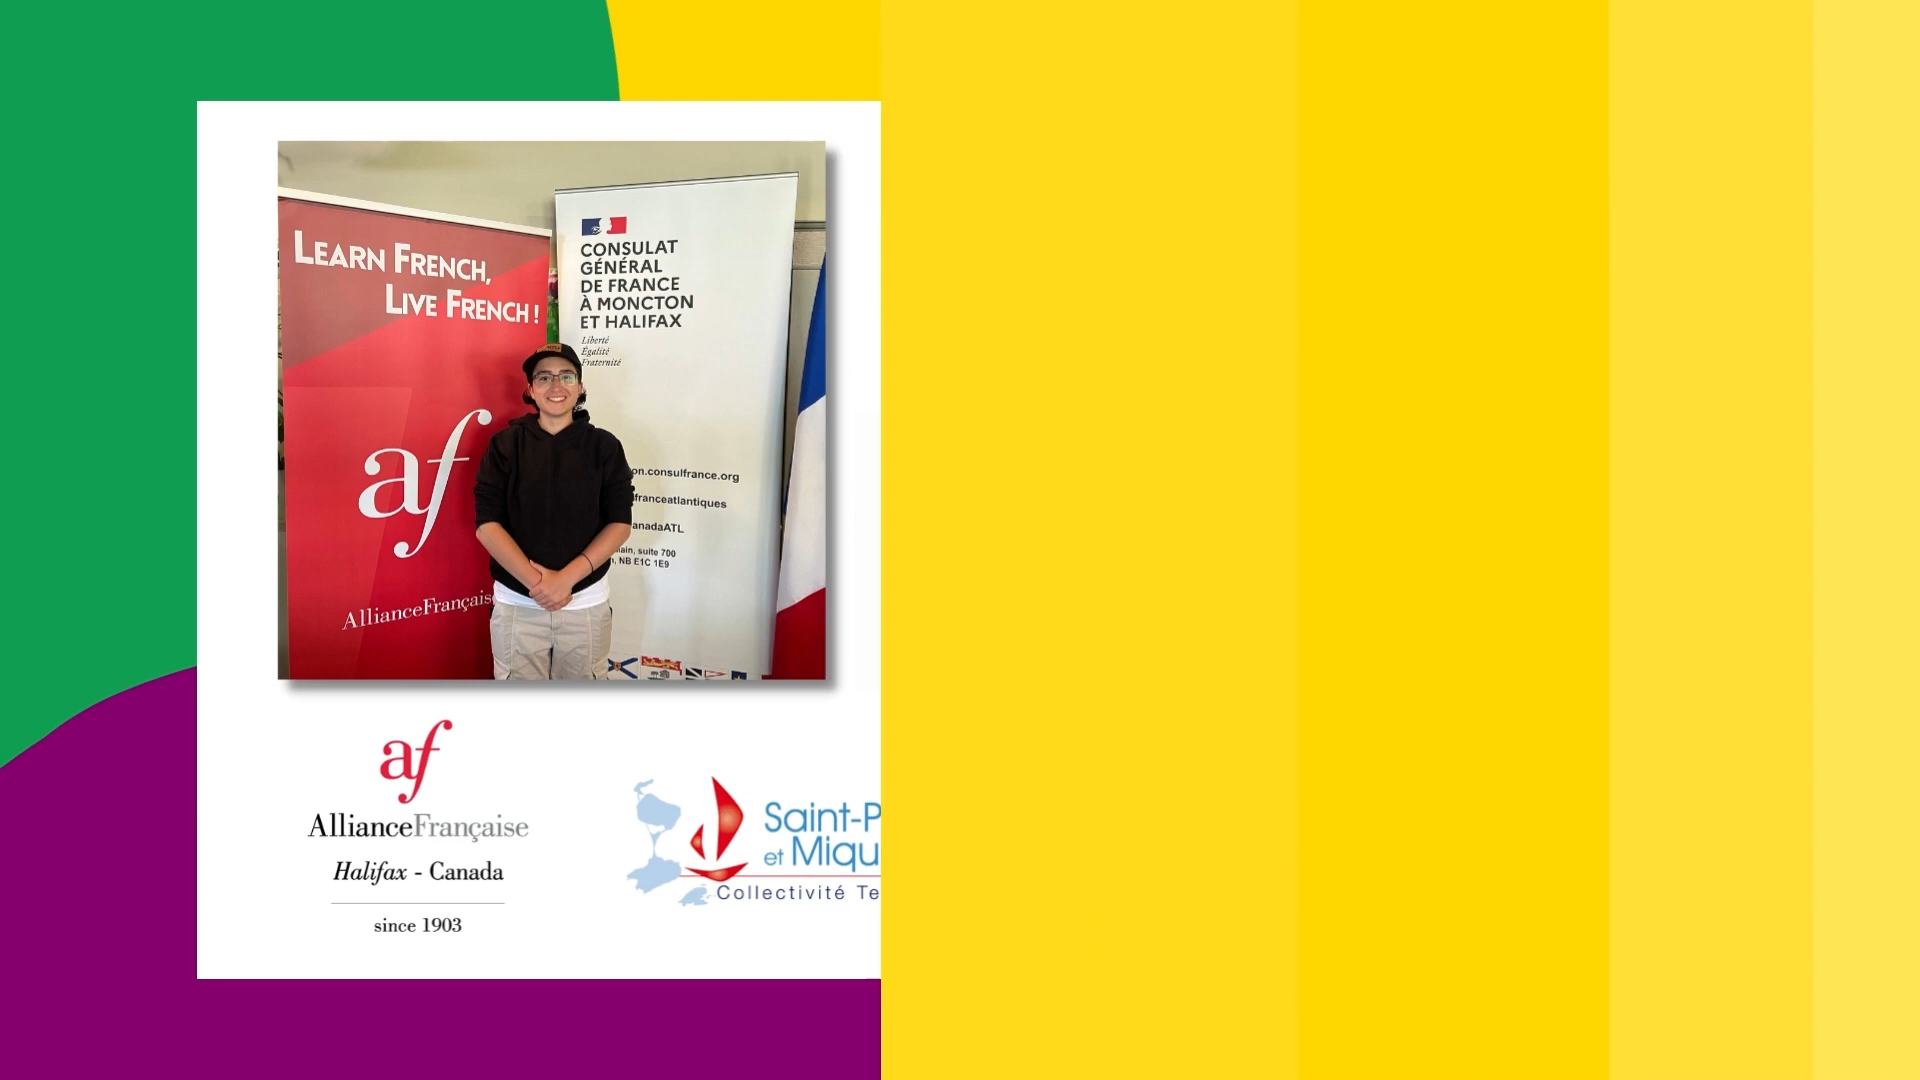 LEARN FRENCH,
LIVE FRENCH !
af
AllianceFrançaise
CONSULAT
GÉNÉRAL
DE FRANCE
À MONCTON
ET HALIFAX
Liberté
Égalité
Fraternité
on.consulfrance.org
franceatlantiques
anadaATL
ain, suite 700
, NB E1C 1E9
af
AllianceFrançaise
Halifax - Canada
since 1903
Saint-P
et Miqu
Collectivité Te